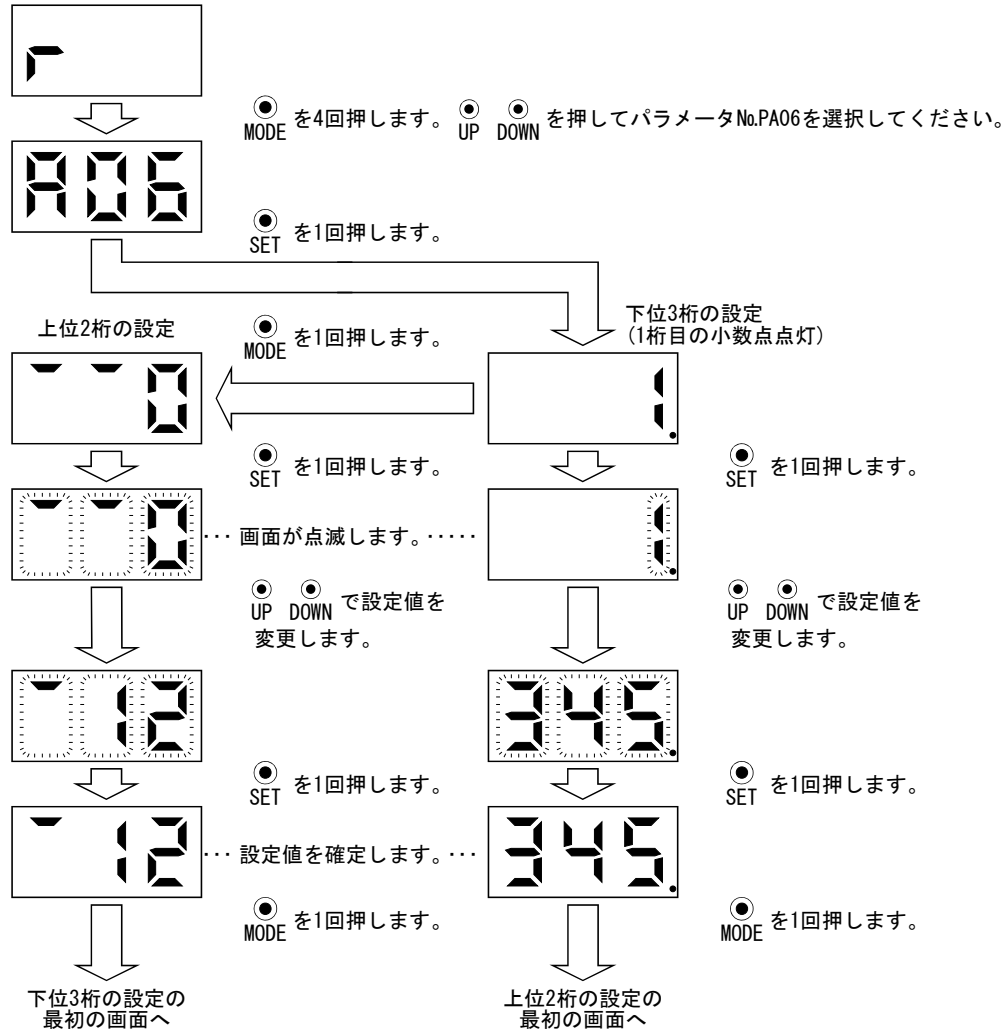 r
MODE を4回押します。 UP DOWN を押してパラメータ№PA06を選択してください。
A06
SET を1回押します。
下位3桁の設定
(1桁目の小数点点灯)
上位2桁の設定
MODE を1回押します。
0
1.
SET を1回押します。
SET を1回押します。
0
··· 画面が点滅します。·····
1.
UP DOWN で設定値を
変更します。
UP DOWN で設定値を
変更します。
12
345.
SET を1回押します。
SET を1回押します。
12
··· 設定値を確定します。···
345.
MODE を1回押します。
MODE を1回押します。
下位3桁の設定の
最初の画面へ
上位2桁の設定の
最初の画面へ